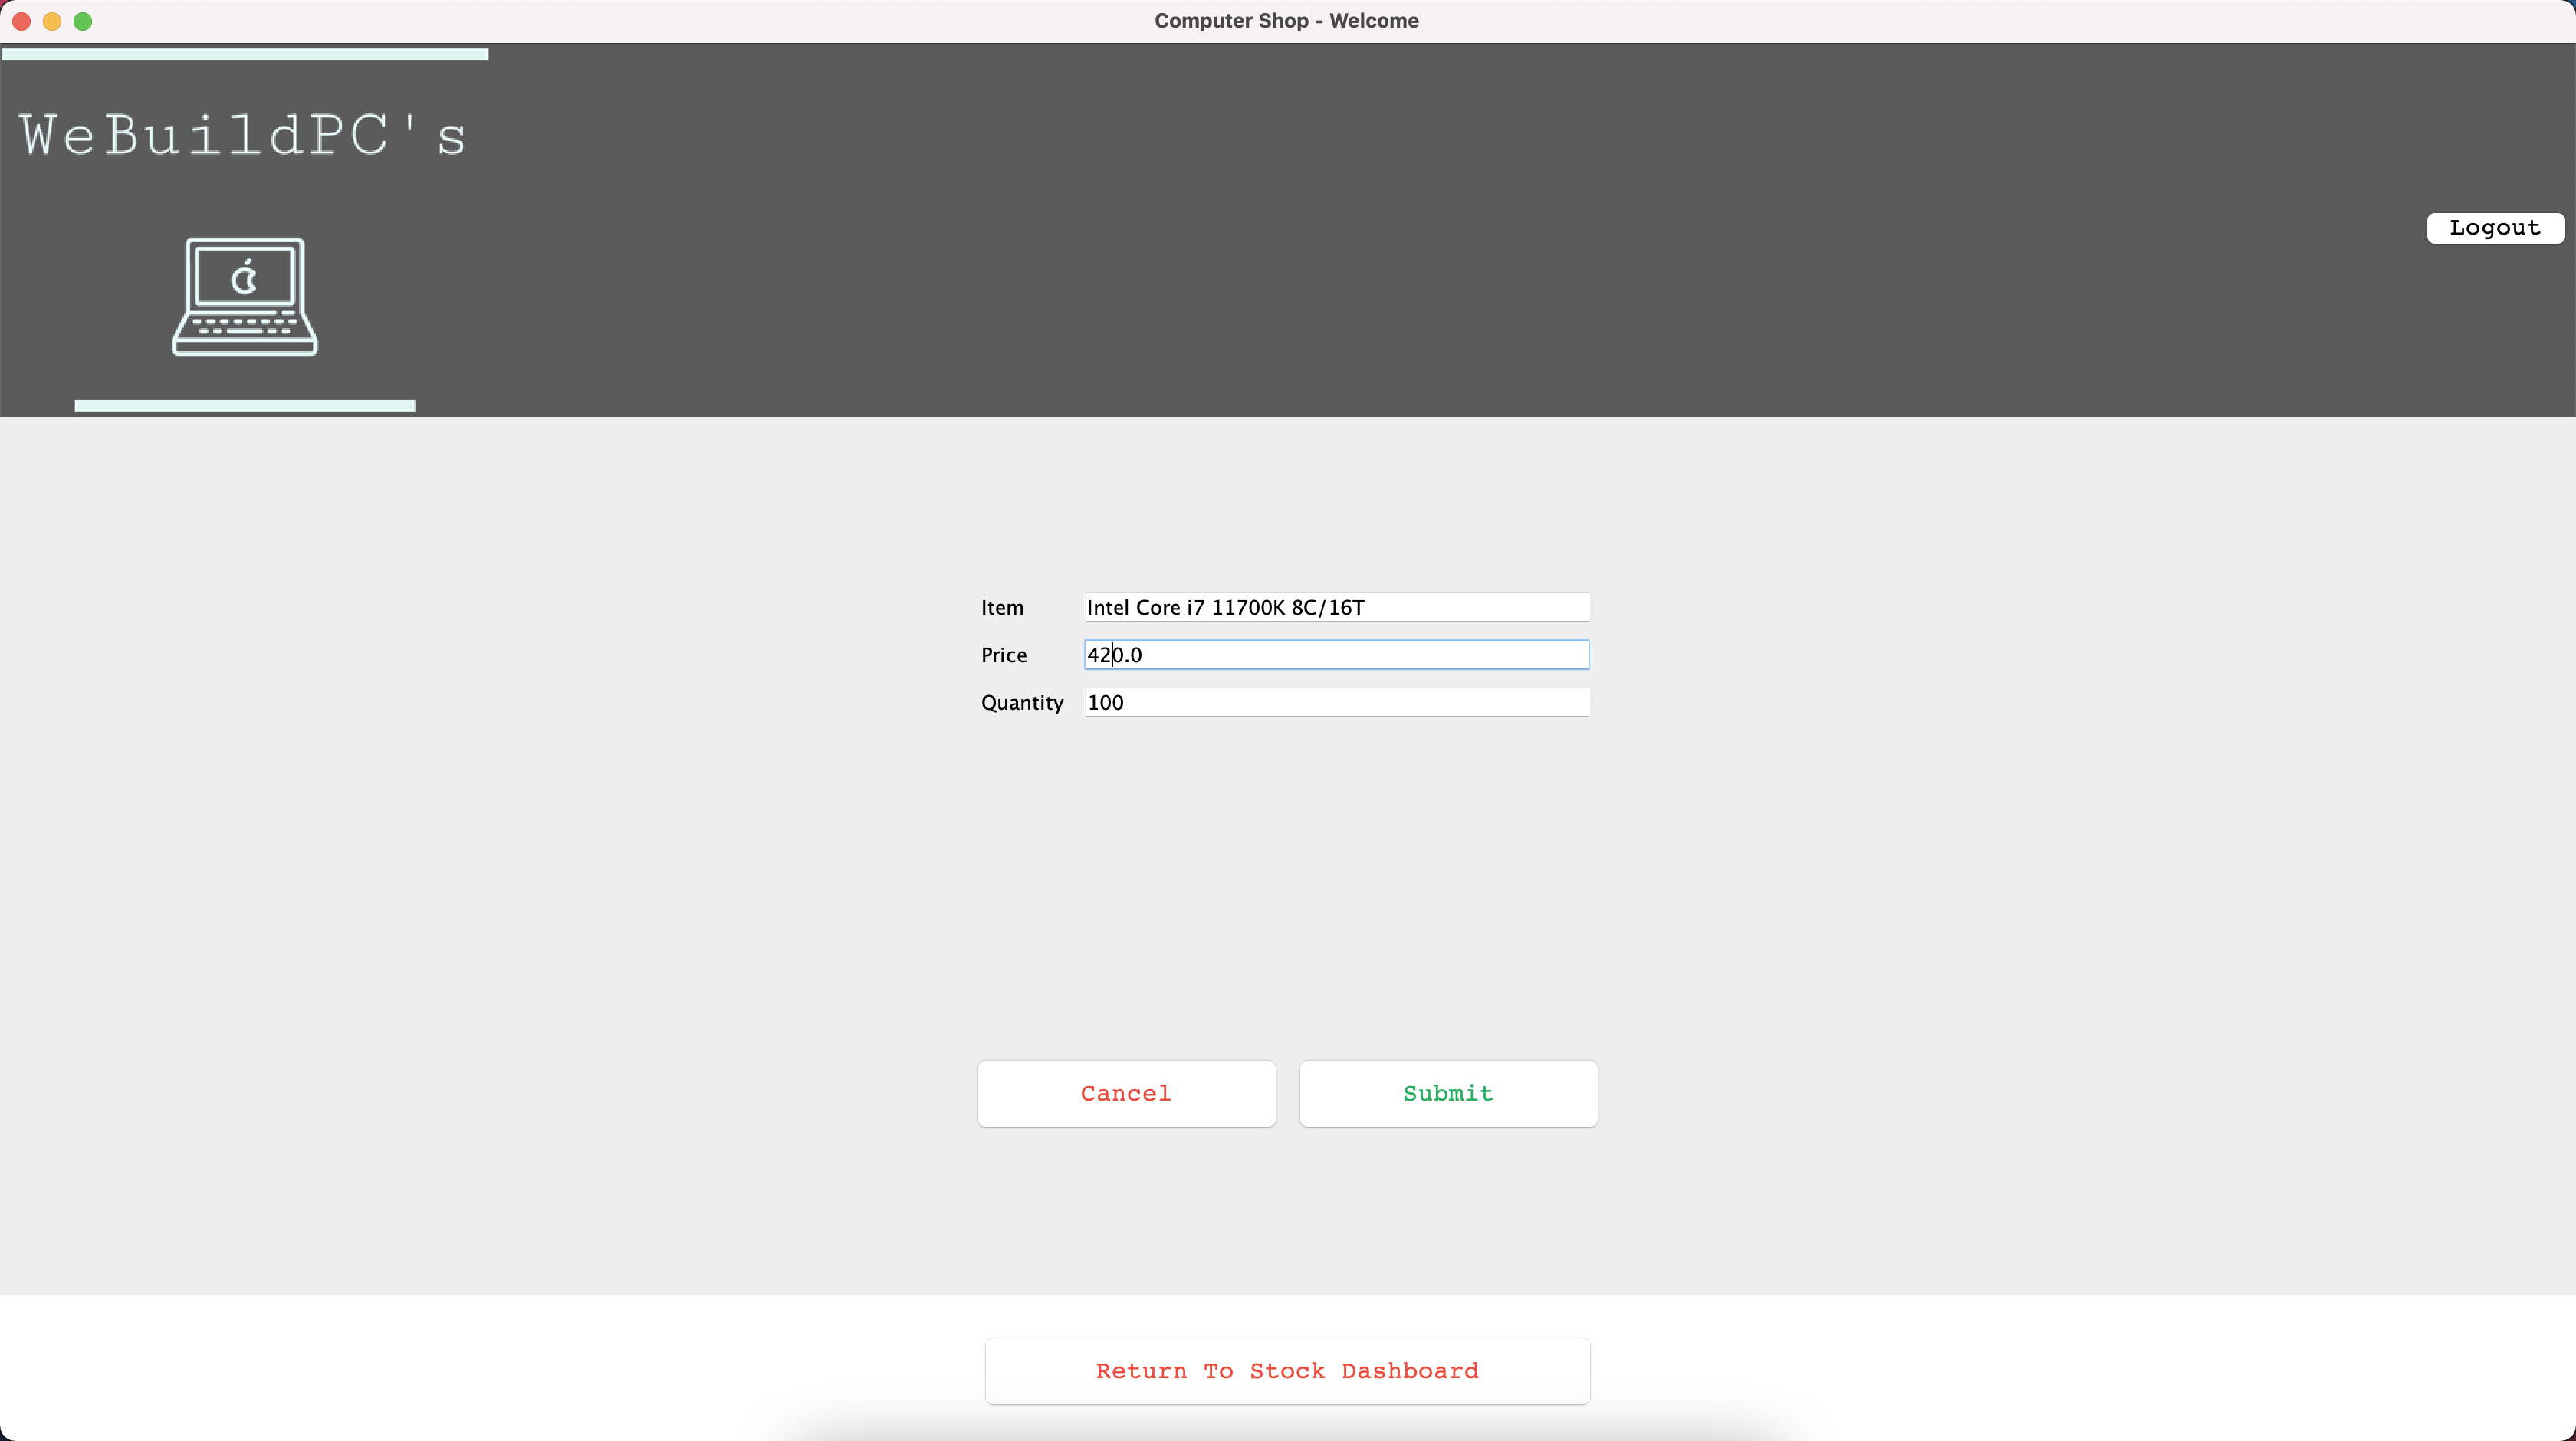 Computer Shop - Welcome
WeBuildPC's
Logout
Item Intel Core i7 11700K 8C/16T
Price 420.0
Quantity 100
Cancel Submit
Return To Stock Dashboard